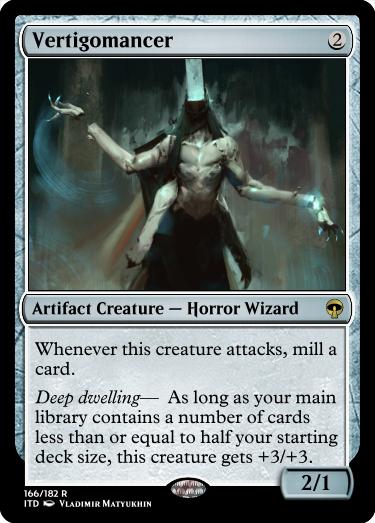 Vertigomancer
2
Artifact Creature — Horror Wizard
Whenever this creature attacks, mill a
card.
Deep dwelling— As long as your main
library contains a number of cards
less than or equal to half your starting
deck size, this creature gets +3/+3.
2/1
166/182 R
ITD Vladimir Matyukhin